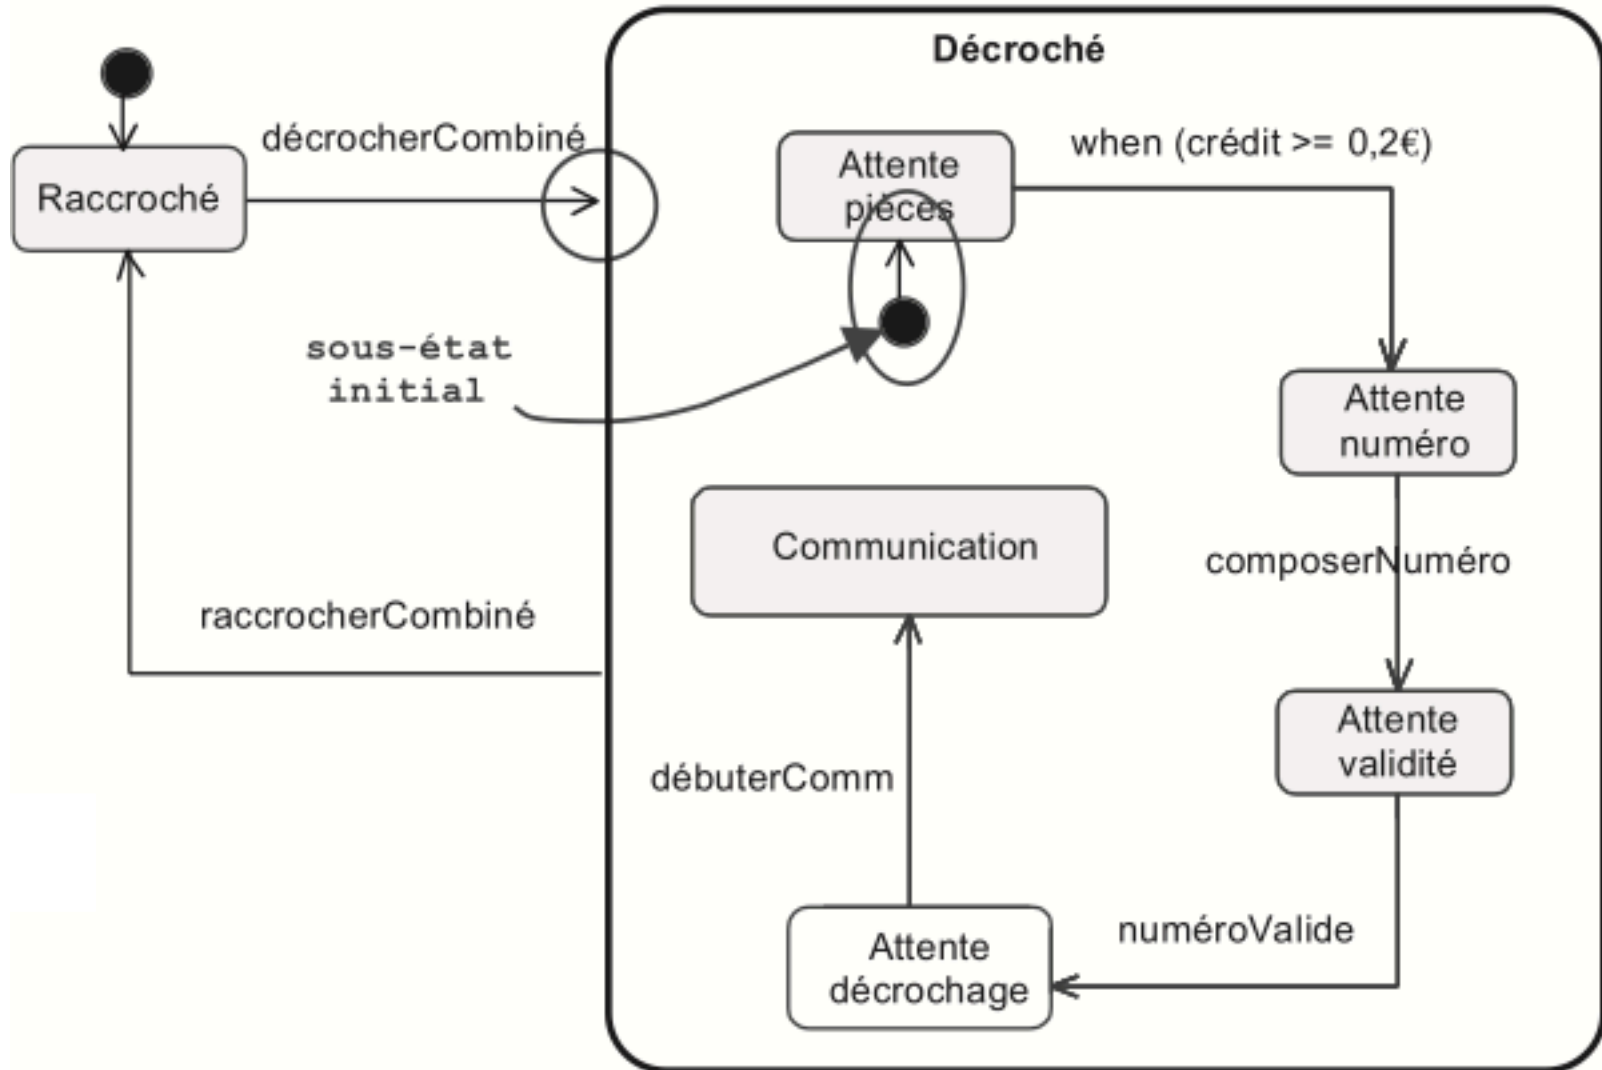 Décroché
décrocherCombiné
when (crédit >= 0,2€)
Attente
pièces
Raccroché
sous-état
initial
Attente
numéro
Communication
composerNuméro
raccrocherCombiné
Attente
validité
débuterComm
numéroValide
Attente
décrochage